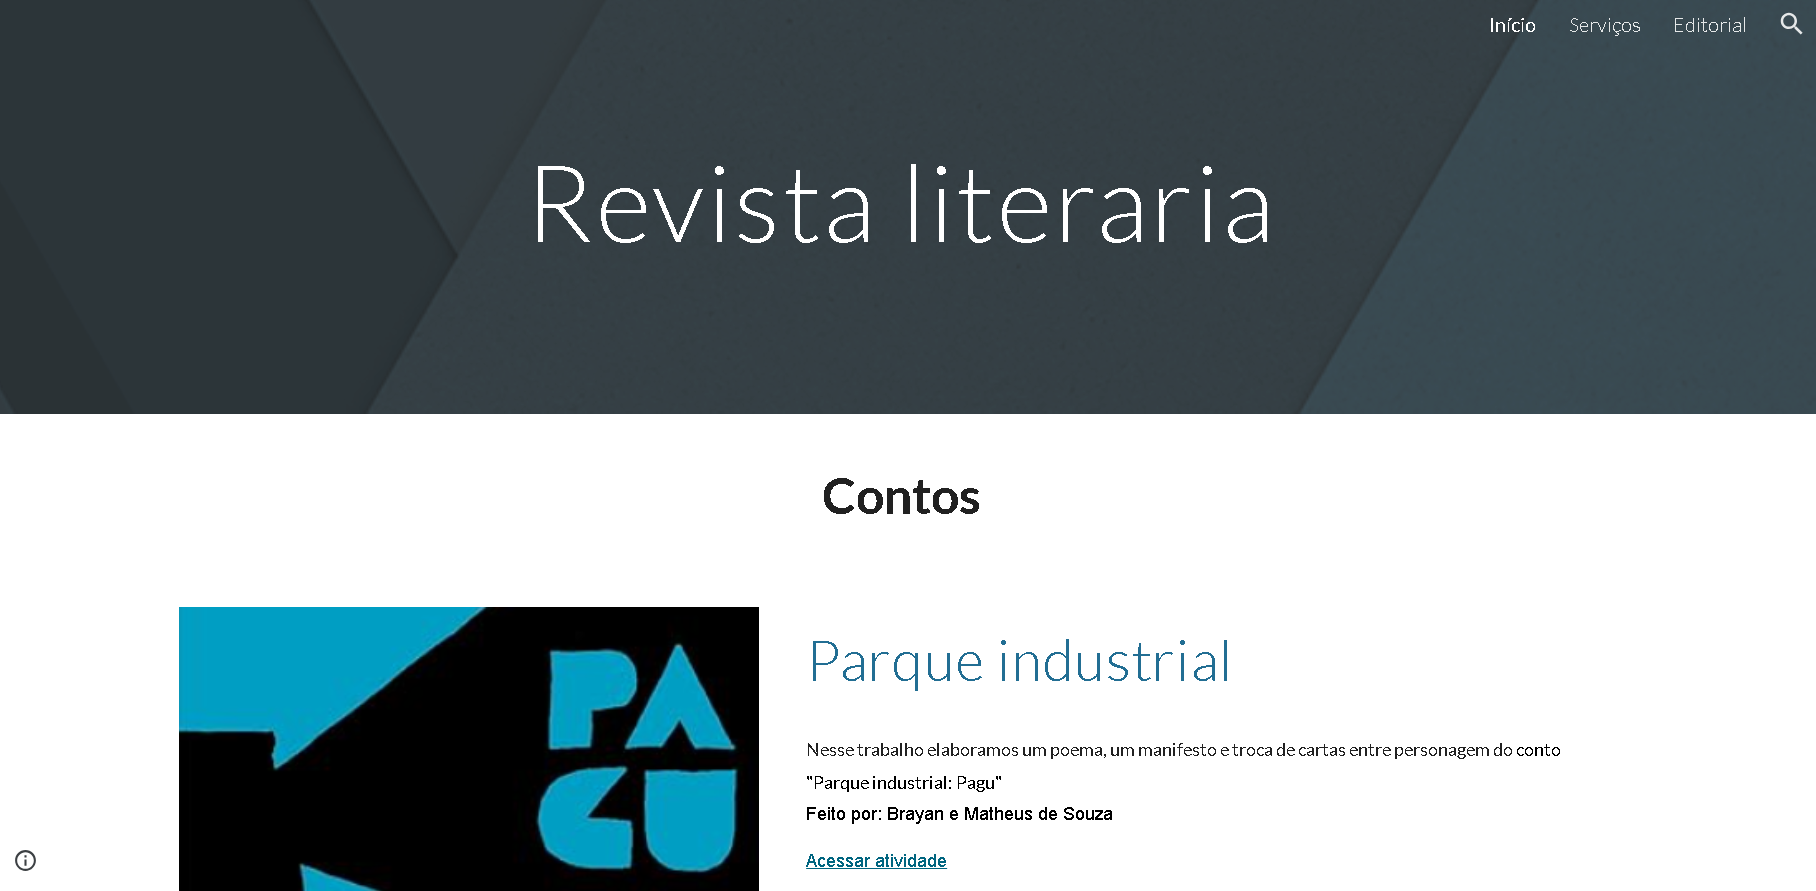 Início Serviços Editorial
Revista literaria
Contos
PA
GU
Parque industrial
Nesse trabalho elaboramos um poema, um manifesto e troca de cartas entre personagem do conto
"Parque industrial: Pagu"
Feito por: Brayan e Matheus de Souza
Acessar atividade